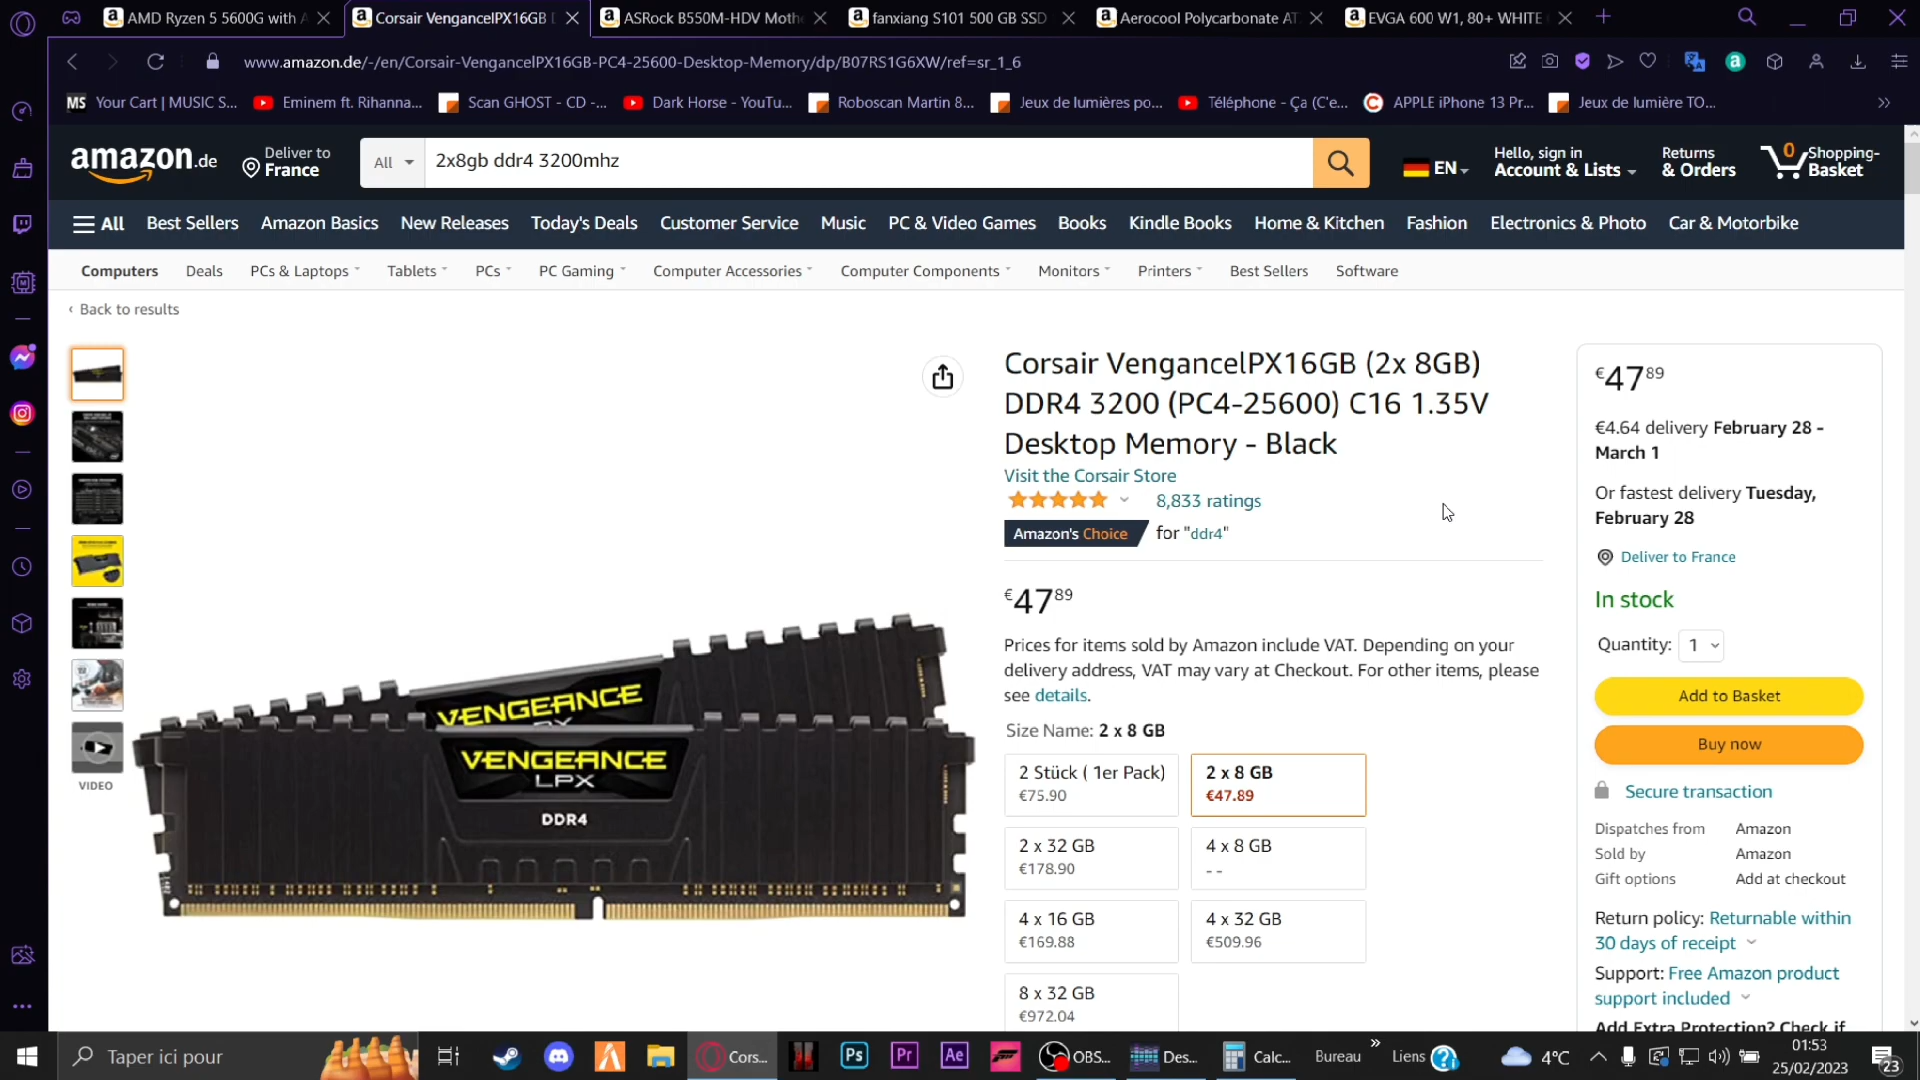 AMD Ryzen 5 5600G with A
Corsair VengancelPX16GB D
ASRock B550M-HDV Moth
fanxiang S101 500 GB SSD
Aerocool Polycarbonate AT
EVGA 600 W1, 80+ WHITE
www.amazon.de/-/en/Corsair-VengancelPX16GB-PC4-25600-Desktop-Memory/dp/B07RS1G6XW/ref=sr_1_6
MS Your Cart | MUSIC S...
Eminem ft. Rihanna...
Scan GHOST - CD -...
Dark Horse - YouTu...
Roboscan Martin 8...
Jeux de lumières po...
Téléphone - Ça (C'e...
APPLE iPhone 13 Pr...
Jeux de lumière TO...
amazon.de
Deliver to
France
All
2x8gb ddr4 3200mhz
EN
Hello, sign in
Account & Lists
Returns
& Orders
0
Shopping-
Basket
All Best Sellers Amazon Basics New Releases Today's Deals Customer Service Music PC & Video Games Books Kindle Books Home & Kitchen Fashion Electronics & Photo Car & Motorbike
Computers Deals PCs & Laptops Tablets PCs PC Gaming Computer Accessories Computer Components Monitors Printers Best Sellers Software
‹ Back to results
VIDEO
VENGEANCE
VENGEANCE
LPX
DDR4
Corsair VengancelPX16GB (2x 8GB)
DDR4 3200 (PC4-25600) C16 1.35V
Desktop Memory - Black
Visit the Corsair Store
8,833 ratings
Amazon's Choice for "ddr4"
€47 89
Prices for items sold by Amazon include VAT. Depending on your
delivery address, VAT may vary at Checkout. For other items, please
see details.
Size Name: 2 x 8 GB
2 Stück ( 1er Pack)
€75.90
2 x 8 GB
€47.89
2 x 32 GB
€178.90
4 x 8 GB
- -
4 x 16 GB
€169.88
4 x 32 GB
€509.96
8 x 32 GB
€972.04
€47 89
€4.64 delivery February 28 -
March 1
Or fastest delivery Tuesday,
February 28
Deliver to France
In stock
Quantity: 1
Add to Basket
Buy now
Secure transaction
Dispatches from Amazon
Sold by Amazon
Gift options Add at checkout
Return policy: Returnable within
30 days of receipt
Support: Free Amazon product
support included
Add Extra Protection? Check if
Taper ici pour
Cors...
Ps
Pr
Ae
OBS...
Des...
Calc...
Bureau
Liens
4°C
01:53
25/02/2023
23